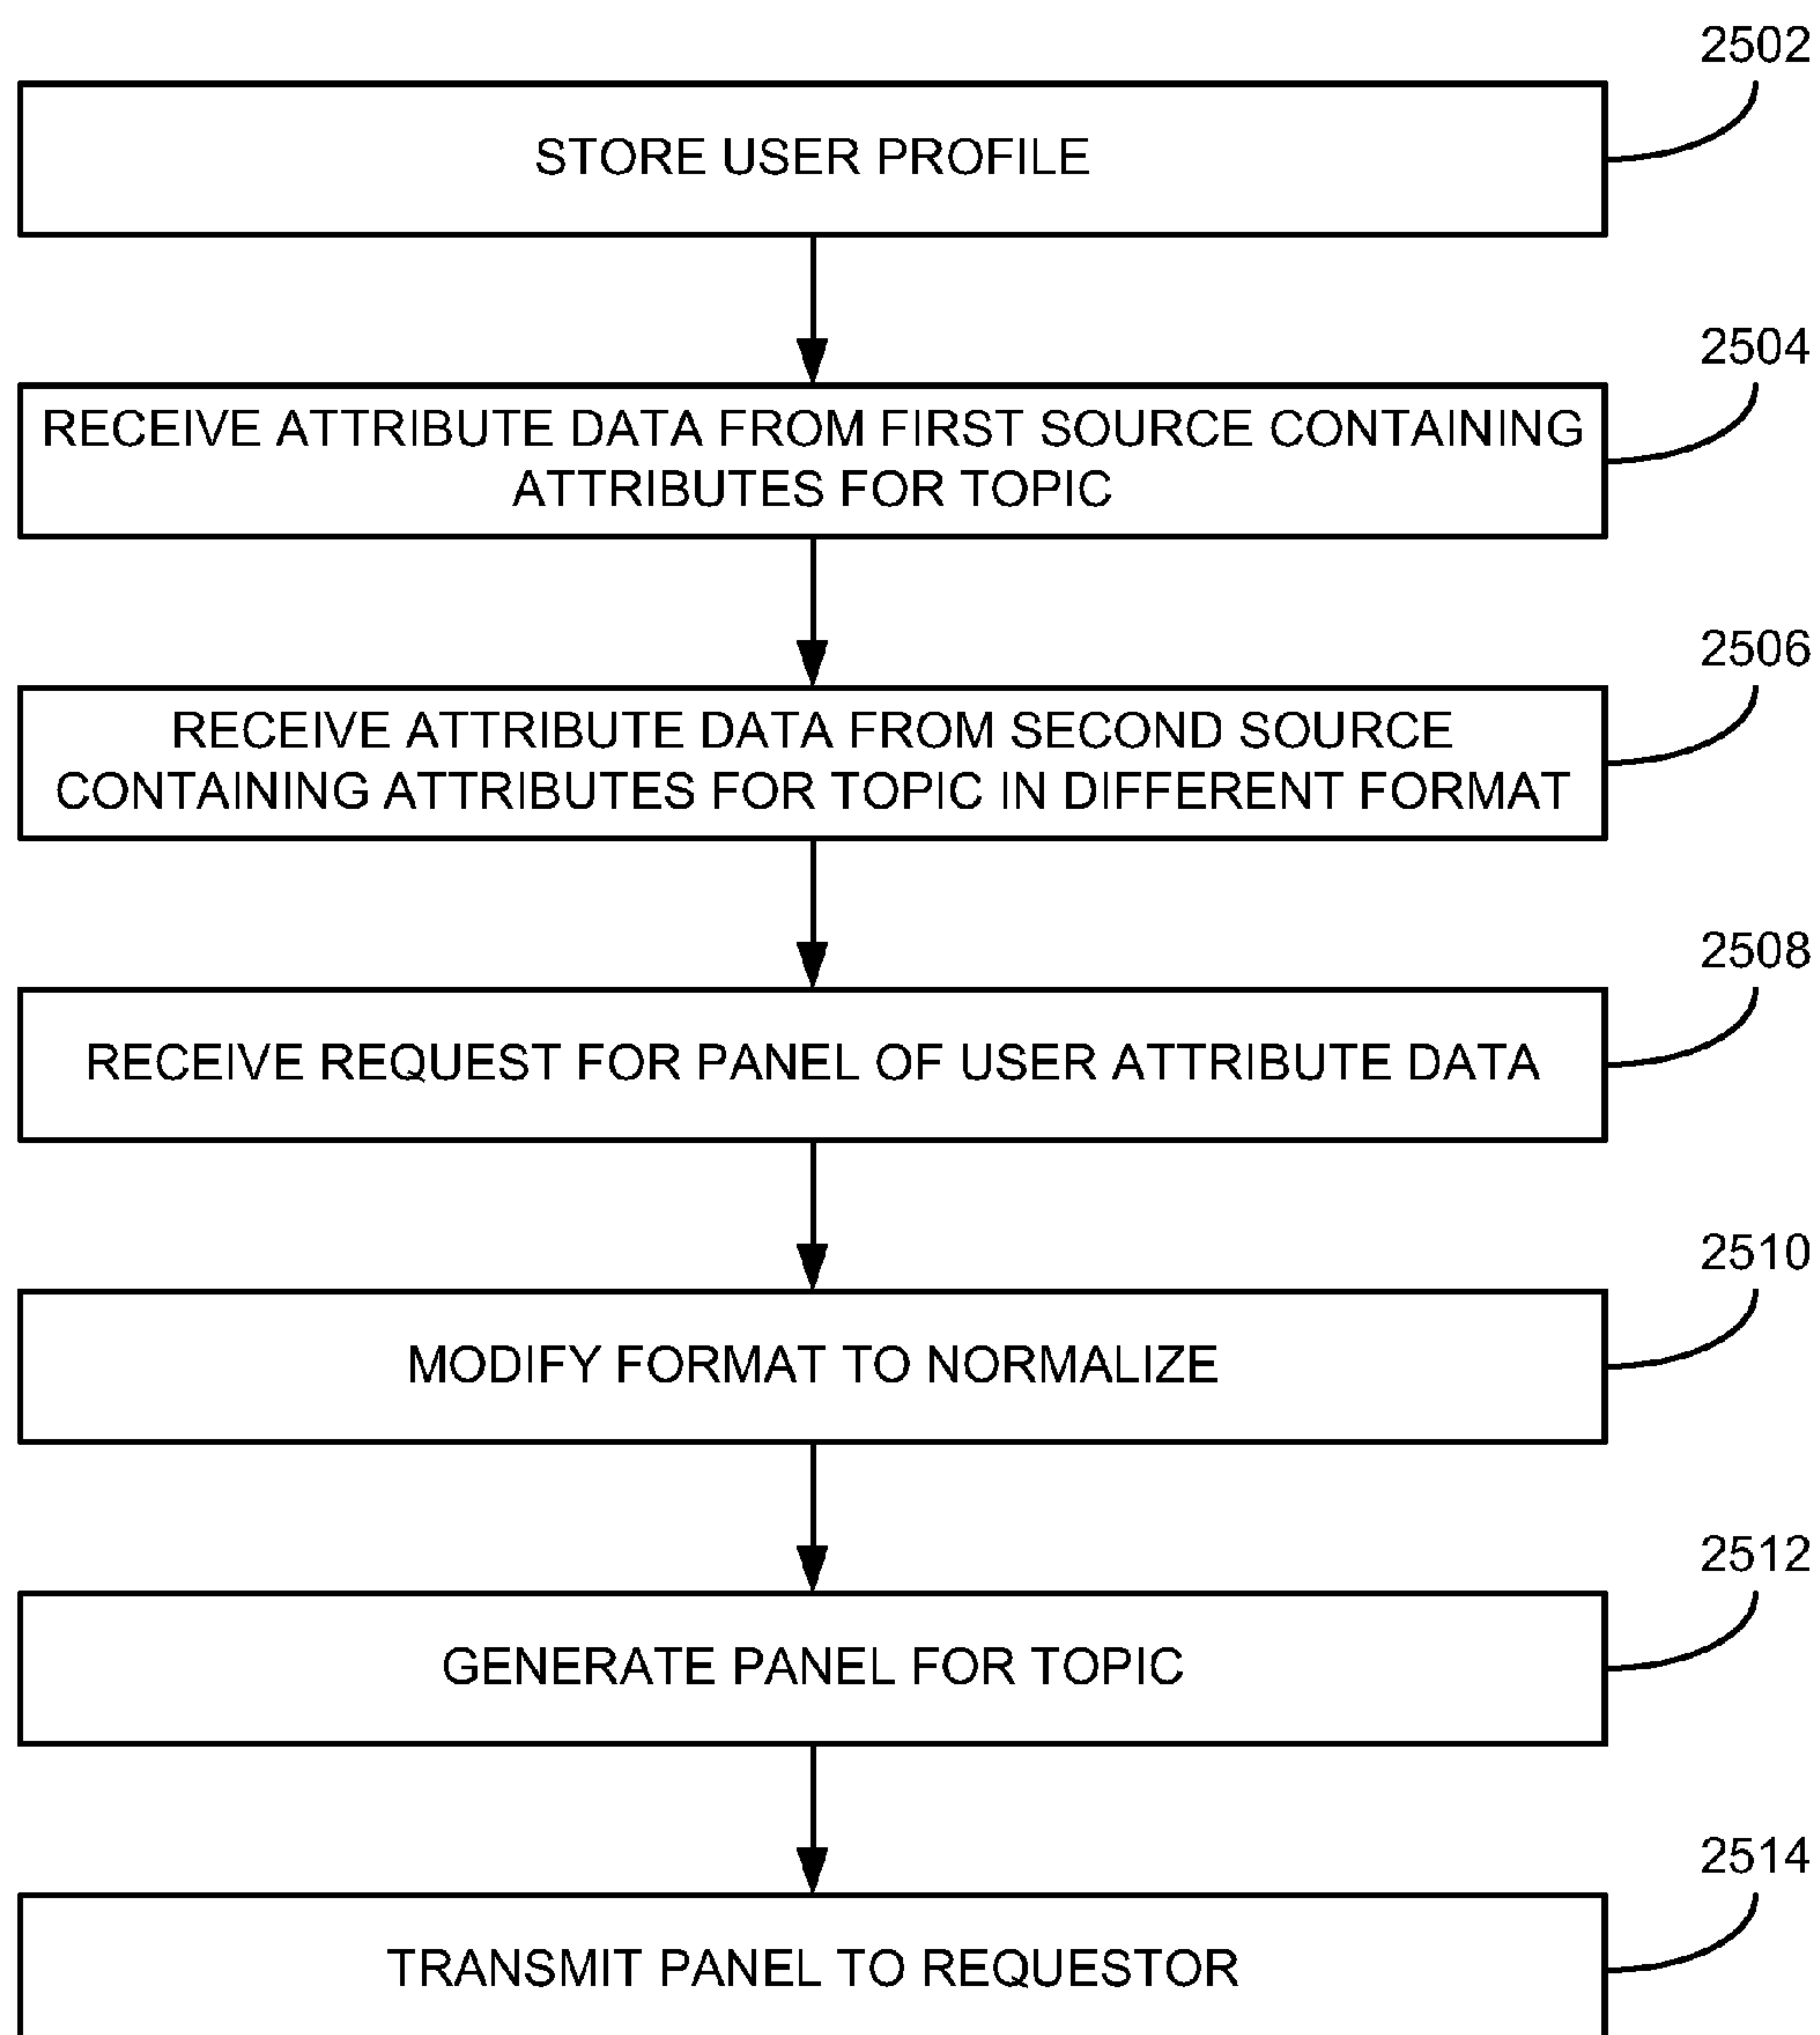 2502
STORE USER PROFILE
2504
RECEIVE ATTRIBUTE DATA FROM FIRST SOURCE CONTAINING
ATTRIBUTES FOR TOPIC
2506
RECEIVE ATTRIBUTE DATA FROM SECOND SOURCE
CONTAINING ATTRIBUTES FOR TOPIC IN DIFFERENT FORMAT
2508
RECEIVE REQUEST FOR PANEL OF USER ATTRIBUTE DATA
2510
MODIFY FORMAT TO NORMALIZE
2512
GENERATE PANEL FOR TOPIC
2514
TRANSMIT PANEL TO REQUESTOR